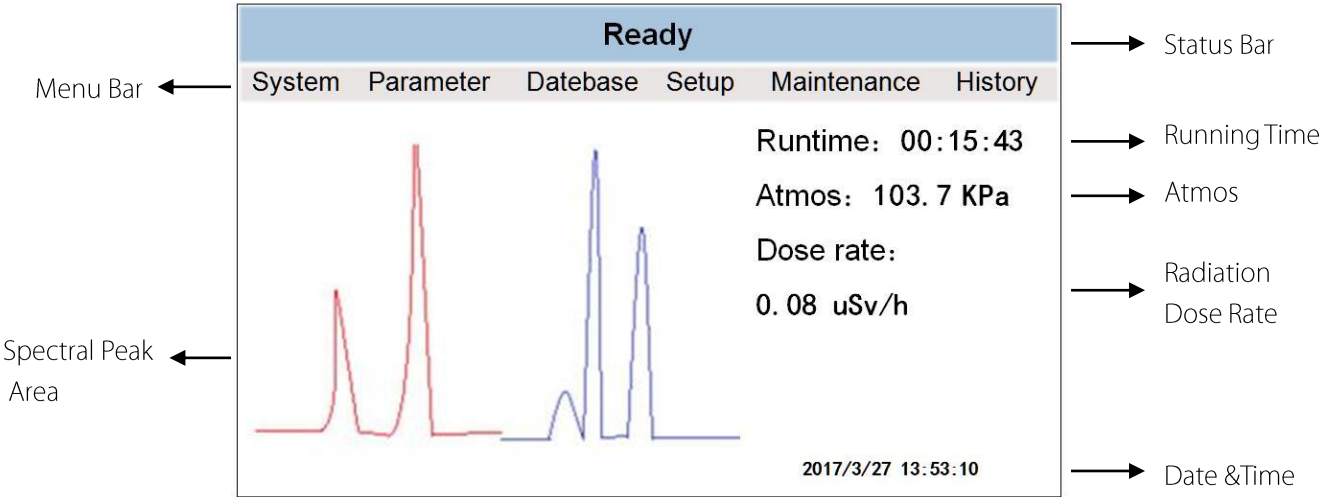 Ready
Status Bar
Menu Bar
System Parameter Datebase Setup Maintenance History
Runtime：00:15:43
Running Time
Atmos：103.7 KPa
Atmos
Dose rate：
0.08 uSv/h
Radiation
Dose Rate
Spectral Peak
Area
2017/3/27 13:53:10
Date &Time